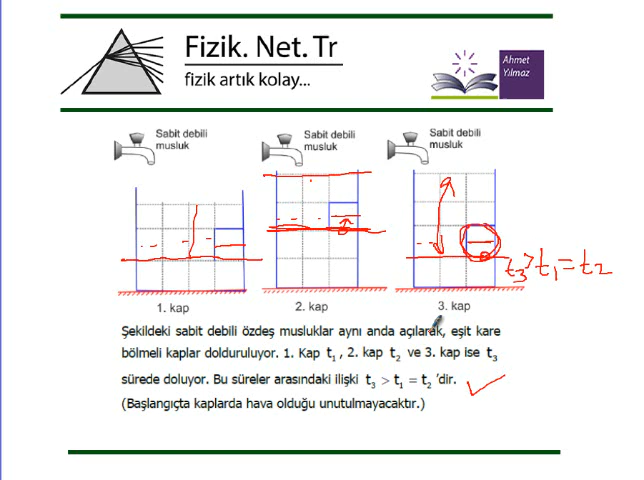 Fizik. Net. Tr
fizik artık kolay...
Ahmet
Yılmaz
Sabit debili
musluk
Sabit debili
musluk
Sabit debili
musluk
t3 > t1 = t2
1. kap
2. kap
3. kap
Şekildeki sabit debili özdeş musluklar aynı anda açılarak, eşit kare
bölmeli kaplar dolduruluyor. 1. Kap t₁ , 2. kap t₂ ve 3. kap ise t₃
sürede doluyor. Bu süreler arasındaki ilişki t₃ > t₁ = t₂ 'dir.
(Başlangıçta kaplarda hava olduğu unutulmayacaktır.)